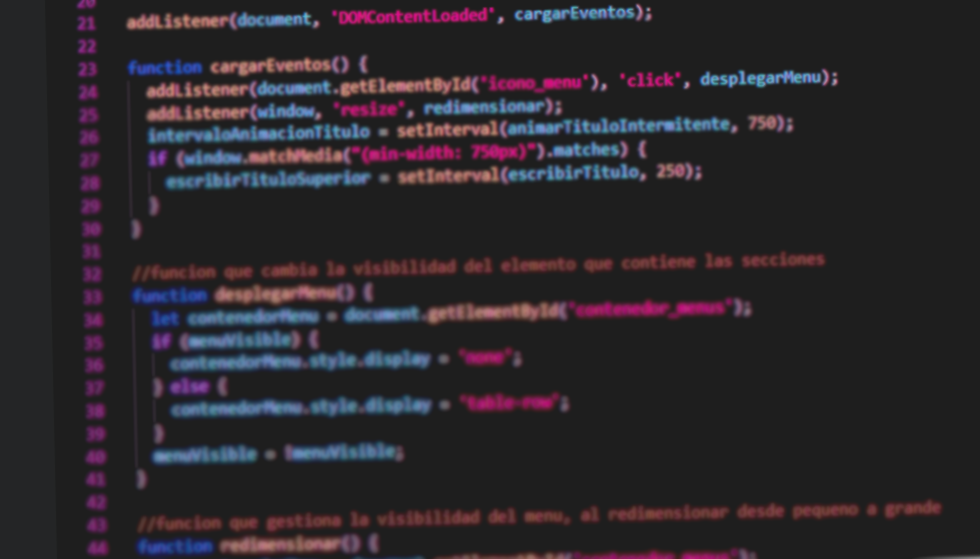 20
21 addListener(document, 'DOMContentLoaded', cargarEventos);
22
23 function cargarEventos() {
24 addListener(document.getElementById('icono_menu'), 'click', desplegarMenu);
25 addListener(window, 'resize', redimensionar);
26 intervaloAnimacionTitulo = setInterval(animarTituloIntermitente, 750);
27 if (window.matchMedia("(min-width: 750px)").matches) {
28 escribirTituloSuperior = setInterval(escribirTitulo, 250);
29 }
30 }
31
32 //funcion que cambia la visibilidad del elemento que contiene las secciones
33 function desplegarMenu() {
34 let contenedorMenu = document.getElementById('contenedor_menus');
35 if (menuVisible) {
36 contenedorMenu.style.display = 'none';
37 } else {
38 contenedorMenu.style.display = 'table-row';
39 }
40 menuVisible = !menuVisible;
41 }
42
43 //funcion que gestiona la visibilidad del menu, al redimensionar desde pequeno a grande
44 function redimensionar() {